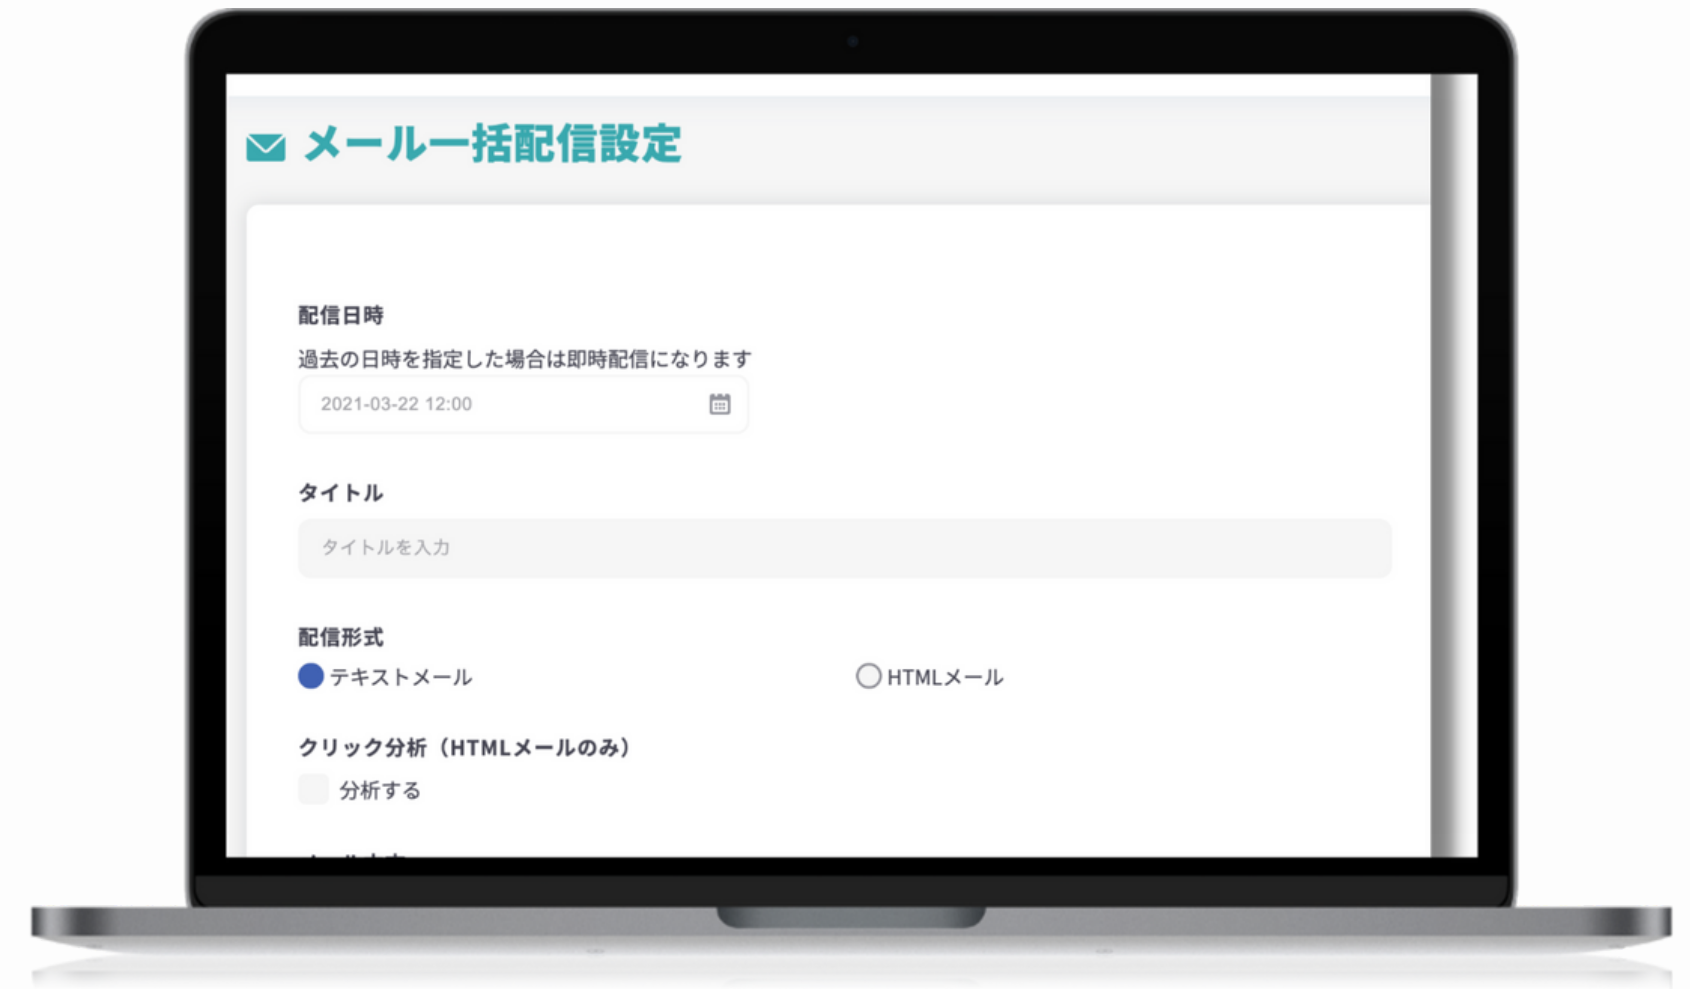 メール一括配信設定
配信日時
過去の日時を指定した場合は即時配信になります
2021-03-22 12:00
タイトル
タイトルを入力
配信形式
テキストメール
HTMLメール
クリック分析（HTMLメールのみ）
分析する